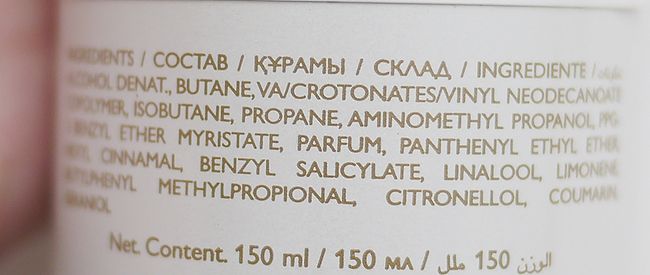 INGREDIENTS / СОСТАВ / ҚҰРАМЫ / СКЛАД / INGREDIENTE /
ALCOHOL DENAT., BUTANE, VA/CROTONATES/VINYL NEODECANOATE
COPOLYMER, ISOBUTANE, PROPANE, AMINOMETHYL PROPANOL, PPG-
BENZYL ETHER MYRISTATE, PARFUM, PANTHENYL ETHYL ETHER,
CINNAMAL, BENZYL SALICYLATE, LINALOOL, LIMONENE,
METHYLPROPIONAL, CITRONELLOL, COUMARIN,
GERANIOL
Net. Content. 150 ml / 150 мл / الوزن 150 ملل